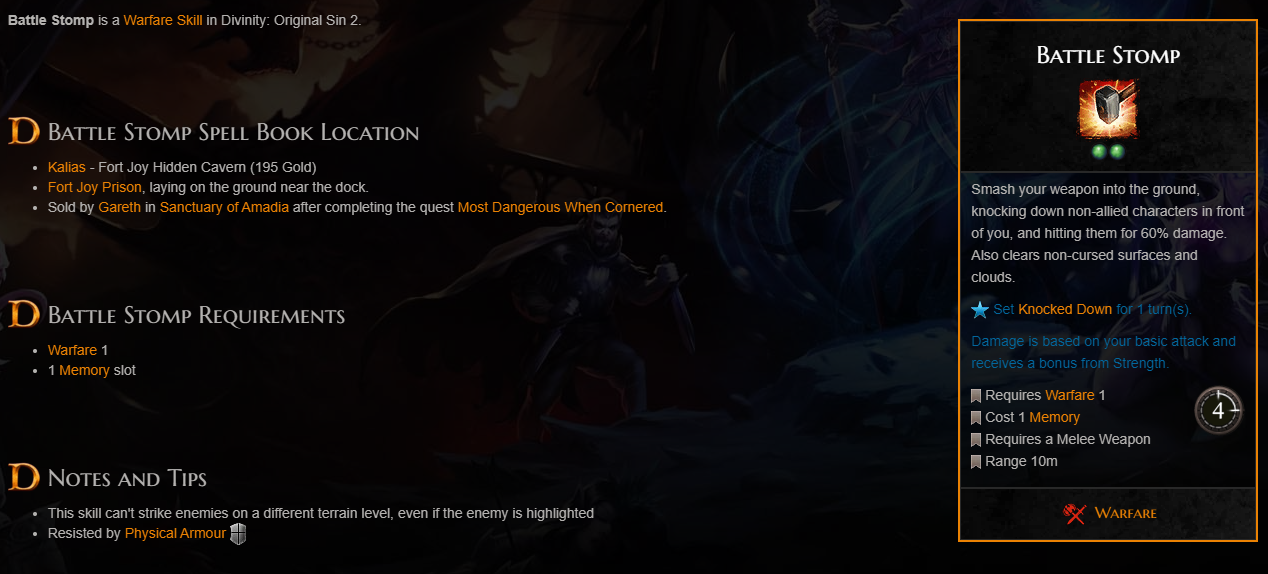 Battle Stomp is a Warfare Skill in Divinity: Original Sin 2.
Battle Stomp Spell Book Location
Kalias - Fort Joy Hidden Cavern (195 Gold)
Fort Joy Prison, laying on the ground near the dock.
Sold by Gareth in Sanctuary of Amadia after completing the quest Most Dangerous When Cornered.
Battle Stomp Requirements
Warfare 1
1 Memory slot
Notes and Tips
This skill can't strike enemies on a different terrain level, even if the enemy is highlighted
Resisted by Physical Armour
Battle Stomp
Smash your weapon into the ground,
knocking down non-allied characters in front
of you, and hitting them for 60% damage.
Also clears non-cursed surfaces and
clouds.
Set Knocked Down for 1 turn(s).
Damage is based on your basic attack and
receives a bonus from Strength.
Requires Warfare 1
Cost 1 Memory
Requires a Melee Weapon
Range 10m
4
Warfare